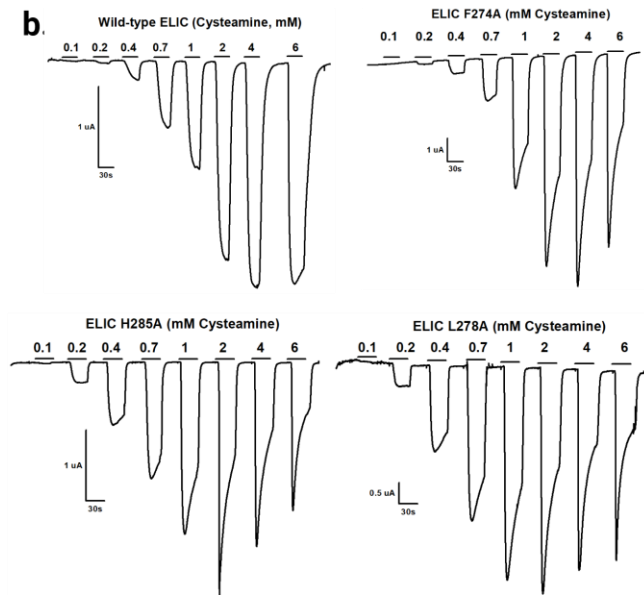 b.
Wild-type ELIC (Cysteamine, mM)
0.1 0.2 0.4 0.7 1 2 4 6
1 uA
30s
ELIC F274A (mM Cysteamine)
0.1 0.2 0.4 0.7 1 2 4 6
1 uA
30s
ELIC H285A (mM Cysteamine)
0.1 0.2 0.4 0.7 1 2 4 6
1 uA
30s
ELIC L278A (mM Cysteamine)
0.1 0.2 0.4 0.7 1 2 4 6
0.5 uA
30s